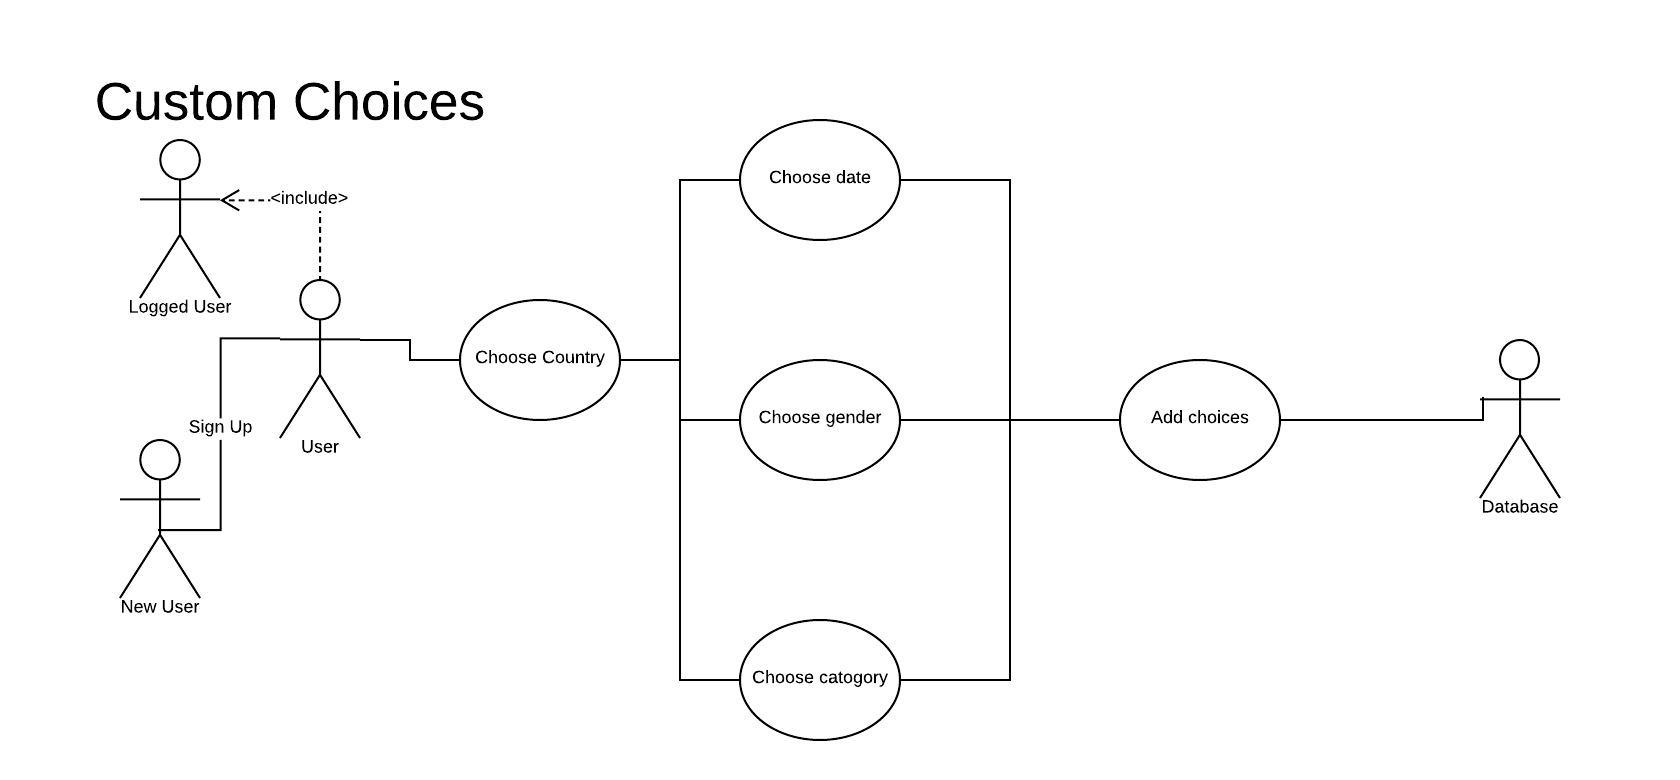 Custom Choices
Choose date
<include>
Logged User
Choose Country
Choose gender
Add choices
Sign Up
User
Database
New User
Choose catogory